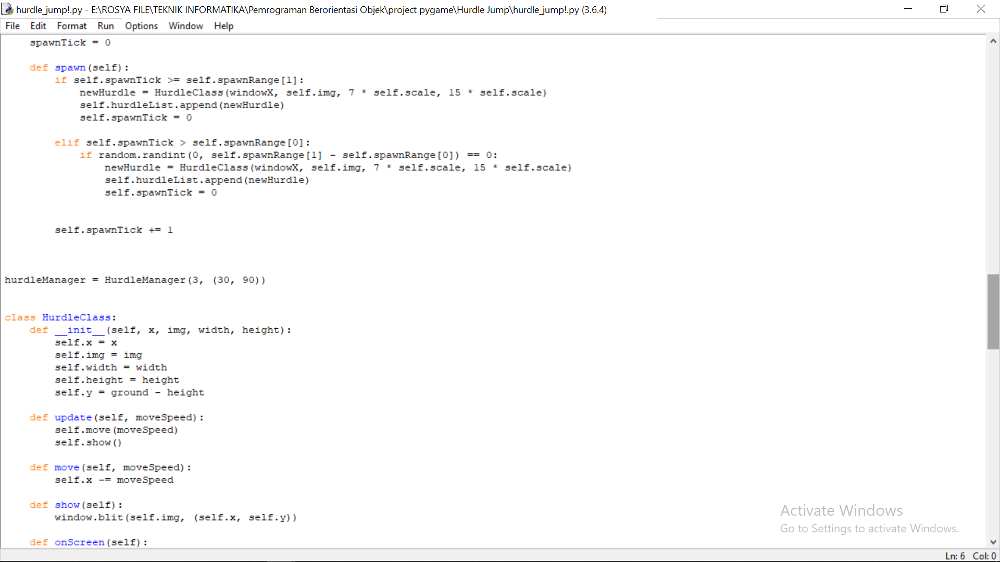 hurdle_jump!.py - E:\ROSYA FILE\TEKNIK INFORMATIKA\Pemrograman Berorientasi Objek\project pygame\Hurdle Jump\hurdle_jump!.py (3.6.4)
File Edit Format Run Options Window Help
    spawnTick = 0

    def spawn(self):
        if self.spawnTick >= self.spawnRange[1]:
            newHurdle = HurdleClass(windowX, self.img, 7 * self.scale, 15 * self.scale)
            self.hurdleList.append(newHurdle)
            self.spawnTick = 0

        elif self.spawnTick > self.spawnRange[0]:
            if random.randint(0, self.spawnRange[1] - self.spawnRange[0]) == 0:
                newHurdle = HurdleClass(windowX, self.img, 7 * self.scale, 15 * self.scale)
                self.hurdleList.append(newHurdle)
                self.spawnTick = 0


        self.spawnTick += 1



hurdleManager = HurdleManager(3, (30, 90))


class HurdleClass:
    def __init__(self, x, img, width, height):
        self.x = x
        self.img = img
        self.width = width
        self.height = height
        self.y = ground - height

    def update(self, moveSpeed):
        self.move(moveSpeed)
        self.show()

    def move(self, moveSpeed):
        self.x -= moveSpeed

    def show(self):
        window.blit(self.img, (self.x, self.y))

    def onScreen(self):
Activate Windows
Go to Settings to activate Windows.
Ln: 6 Col: 0